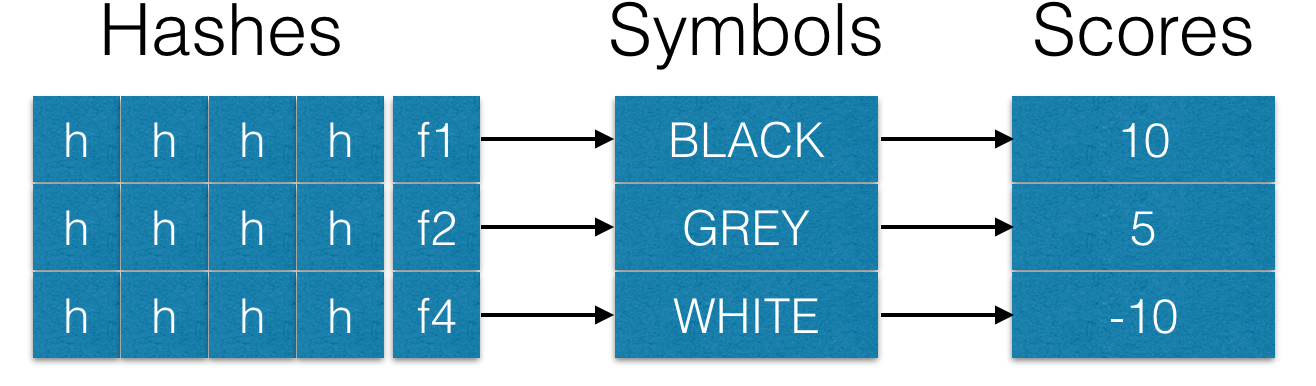 Hashes Symbols Scores
h h h h f1 BLACK 10
h h h h f2 GREY 5
h h h h f4 WHITE -10